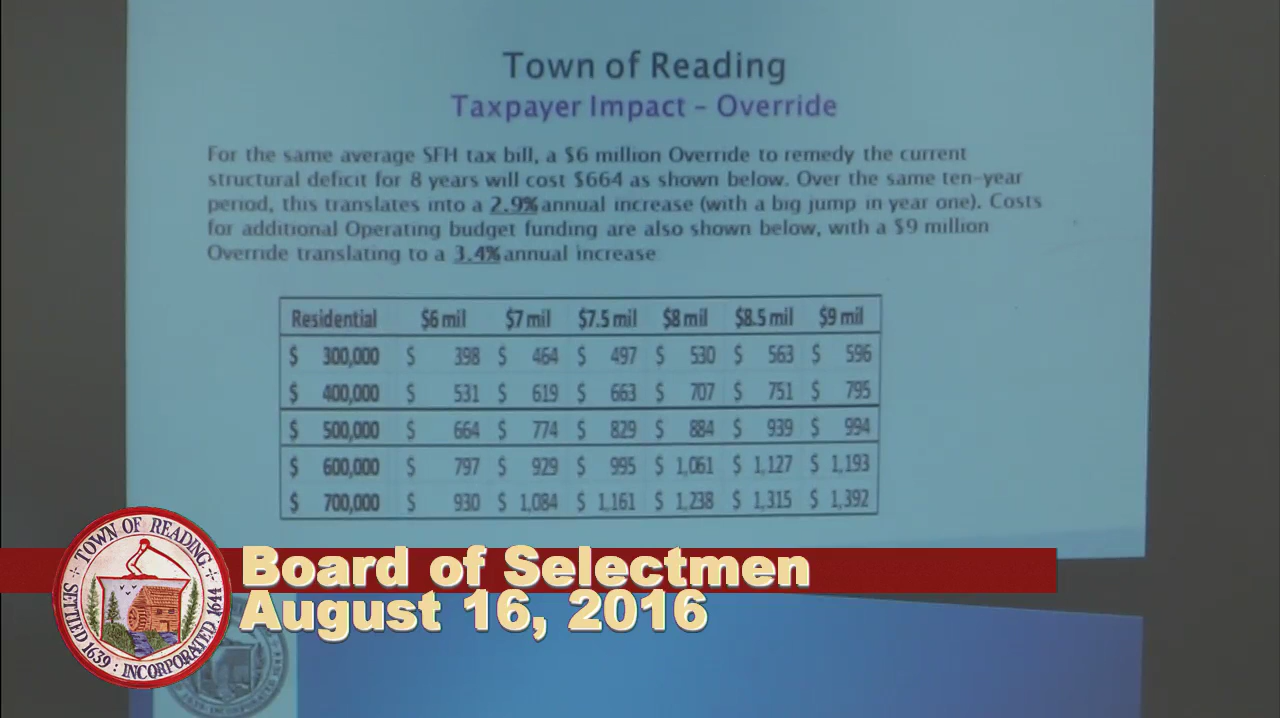 Town of Reading
Taxpayer Impact – Override
For the same average SFH tax bill, a $6 million Override to remedy the current
structural deficit for 8 years will cost $664 as shown below. Over the same ten-year
period, this translates into a 2.9% annual increase (with a big jump in year one). Costs
for additional Operating budget funding are also shown below, with a $9 million
Override translating to a 3.4% annual increase
Residential $6 mil $7 mil $7.5 mil $8 mil $8.5 mil $9 mil
$ 300,000 $ 398 $ 464 $ 497 $ 530 $ 563 $ 596
$ 400,000 $ 531 $ 619 $ 663 $ 707 $ 751 $ 795
$ 500,000 $ 664 $ 774 $ 829 $ 884 $ 939 $ 994
$ 600,000 $ 797 $ 929 $ 995 $ 1,061 $ 1,127 $ 1,193
$ 700,000 $ 930 $ 1,084 $ 1,161 $ 1,238 $ 1,315 $ 1,392
TOWN OF READING
SETTLED 1639 : INCORPORATED 1644
Board of Selectmen
August 16, 2016